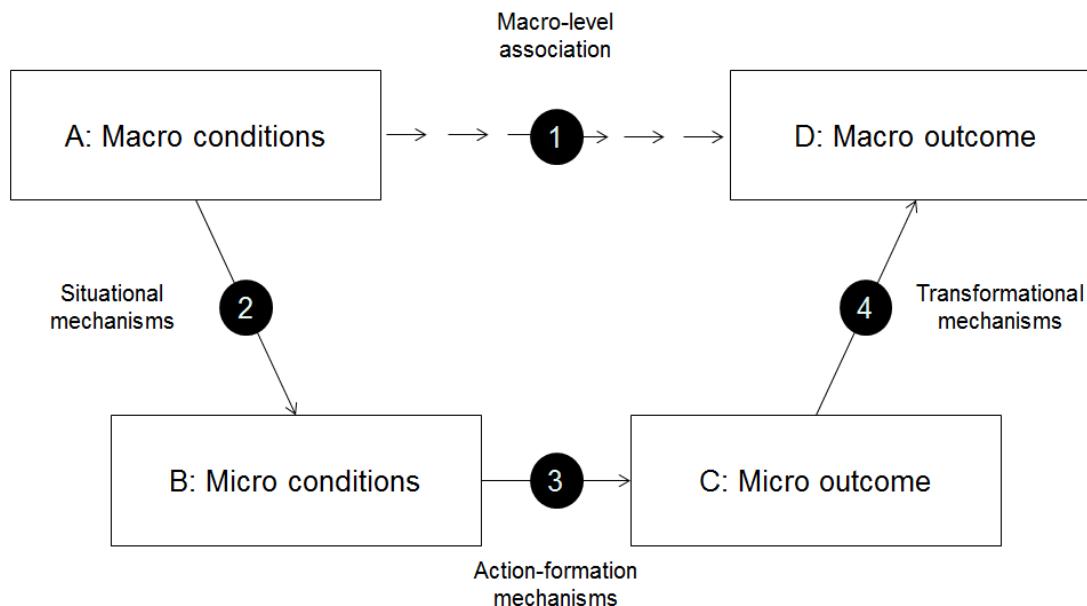 Macro-level
association
A: Macro conditions
1
D: Macro outcome
Situational
mechanisms
2
4
Transformational
mechanisms
B: Micro conditions
3
C: Micro outcome
Action-formation
mechanisms